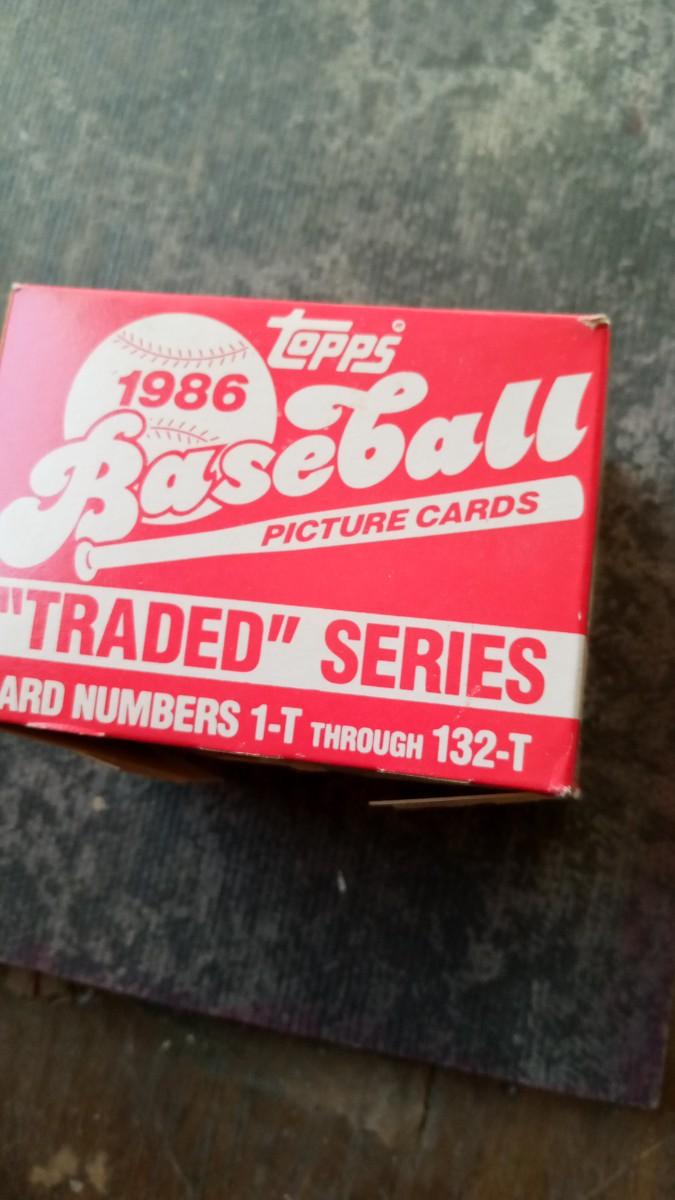 topps®
1986
Baseball
PICTURE CARDS
"TRADED" SERIES
ARD NUMBERS 1-T THROUGH 132-T